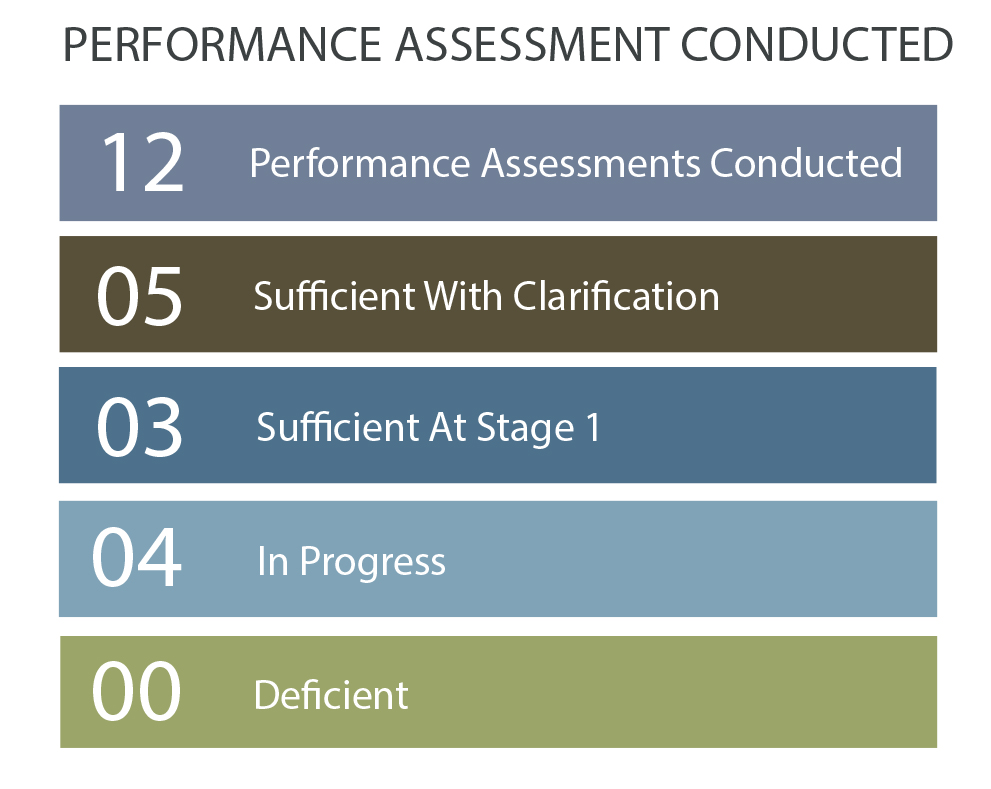 PERFORMANCE ASSESSMENT CONDUCTED
12 Performance Assessments Conducted
05 Sufficient With Clarification
03 Sufficient At Stage 1
04 In Progress
00 Deficient